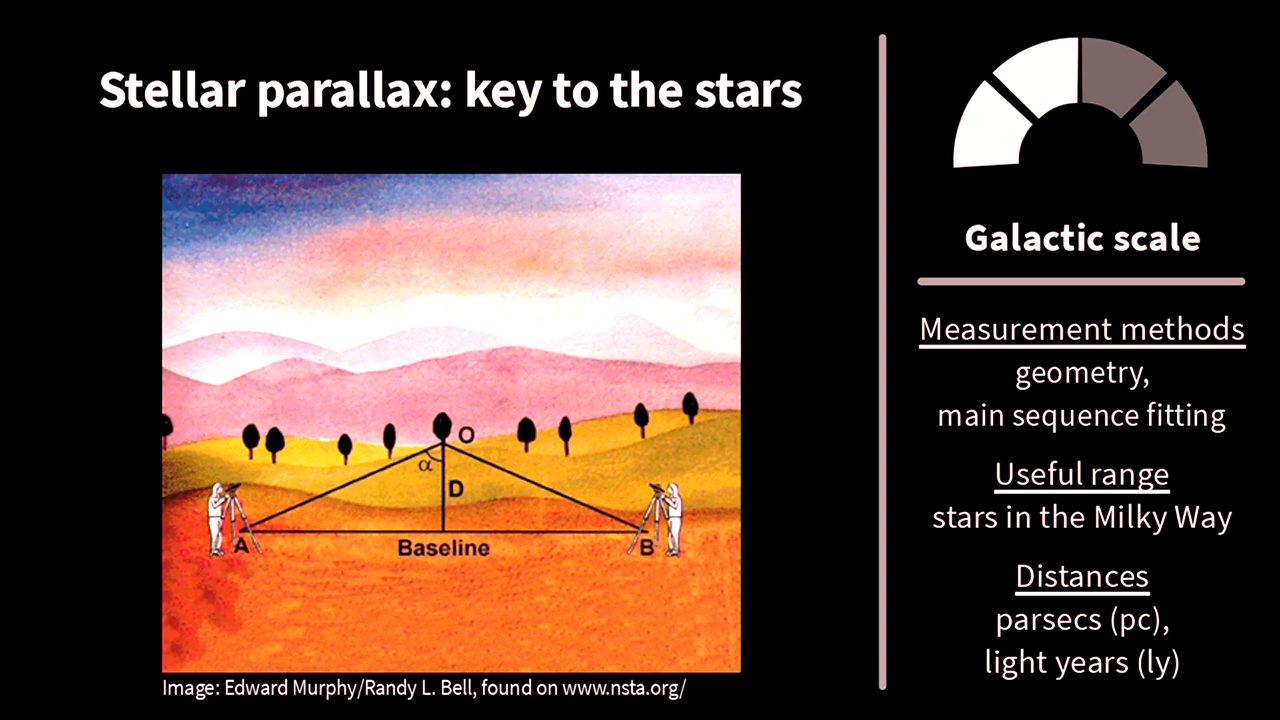 Stellar parallax: key to the stars
O
α
D
A
Baseline
B
Image: Edward Murphy/Randy L. Bell, found on www.nsta.org/
Galactic scale
Measurement methods
geometry,
main sequence fitting
Useful range
stars in the Milky Way
Distances
parsecs (pc),
light years (ly)